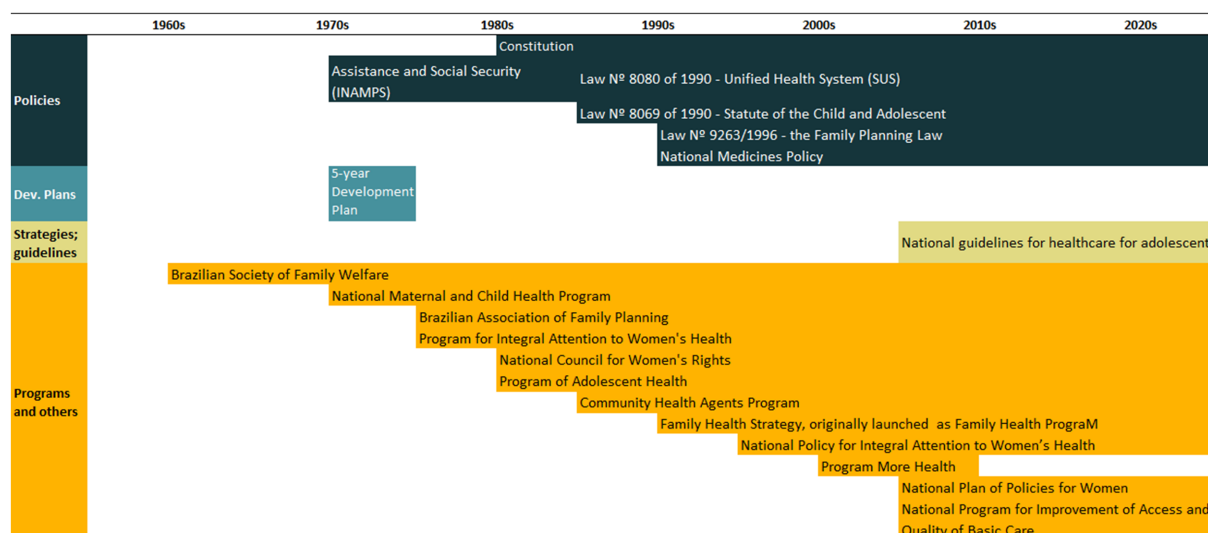 1960s 1970s 1980s 1990s 2000s 2010s 2020s
Policies
Constitution
Assistance and Social Security
(INAMPS)
Law Nº 8080 of 1990 - Unified Health System (SUS)
Law Nº 8069 of 1990 - Statute of the Child and Adolescent
Law Nº 9263/1996 - the Family Planning Law
National Medicines Policy
Dev. Plans
5-year
Development
Plan
Strategies;
guidelines
National guidelines for healthcare for adolescent
Programs
and others
Brazilian Society of Family Welfare
National Maternal and Child Health Program
Brazilian Association of Family Planning
Program for Integral Attention to Women's Health
National Council for Women's Rights
Program of Adolescent Health
Community Health Agents Program
Family Health Strategy, originally launched  as Family Health PrograM
National Policy for Integral Attention to Women’s Health
Program More Health
National Plan of Policies for Women
National Program for Improvement of Access and
Quality of Basic Care